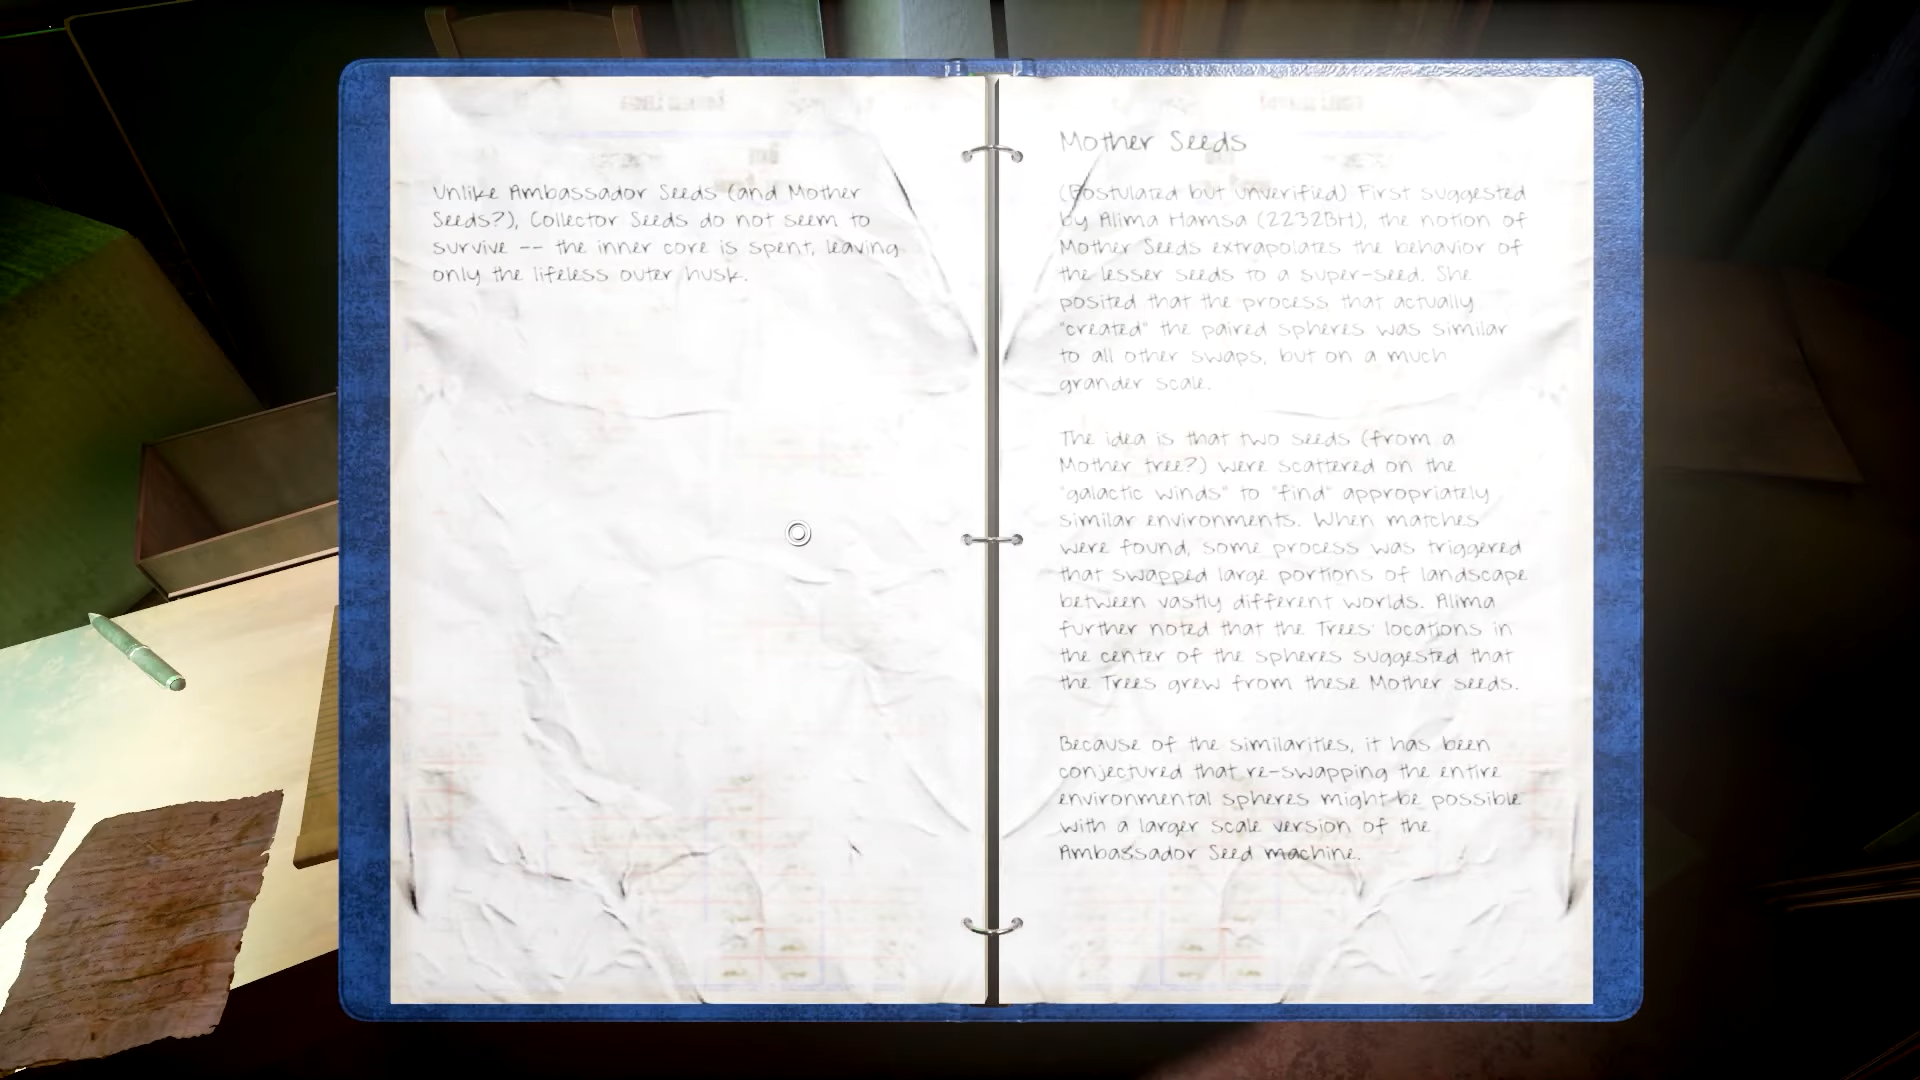 Unlike Ambassador Seeds (and Mother
Seeds?), Collector Seeds do not seem to
survive -- the inner core is spent, leaving
only the lifeless outer husk.
Mother Seeds
(Postulated but unverified) First suggested
by Alima Hamsa (2232BH), the notion of
Mother Seeds extrapolates the behavior of
the lesser seeds to a super-seed. She
posited that the process that actually
"created" the paired spheres was similar
to all other swaps, but on a much
grander scale.
The idea is that two seeds (from a
Mother tree?) were scattered on the
"galactic winds" to "find" appropriately
similar environments. When matches
were found, some process was triggered
that swapped large portions of landscape
between vastly different worlds. Alima
further noted that the Trees' locations in
the center of the spheres suggested that
the Trees grew from these Mother seeds.
Because of the similarities, it has been
conjectured that re-swapping the entire
environmental spheres might be possible
with a larger scale version of the
Ambassador Seed machine.